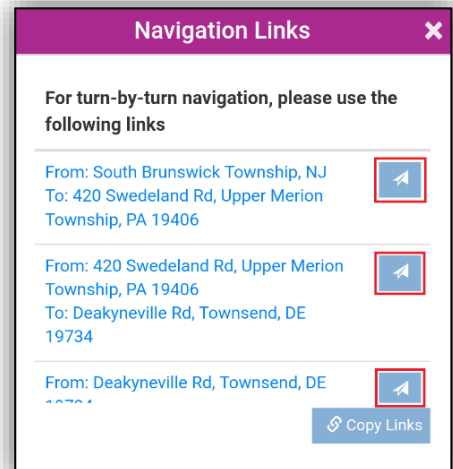 Navigation Links
For turn-by-turn navigation, please use the
following links
From: South Brunswick Township, NJ
To: 420 Swedeland Rd, Upper Merion
Township, PA 19406
From: 420 Swedeland Rd, Upper Merion
Township, PA 19406
To: Deakyneville Rd, Townsend, DE
19734
From: Deakyneville Rd, Townsend, DE
Copy Links